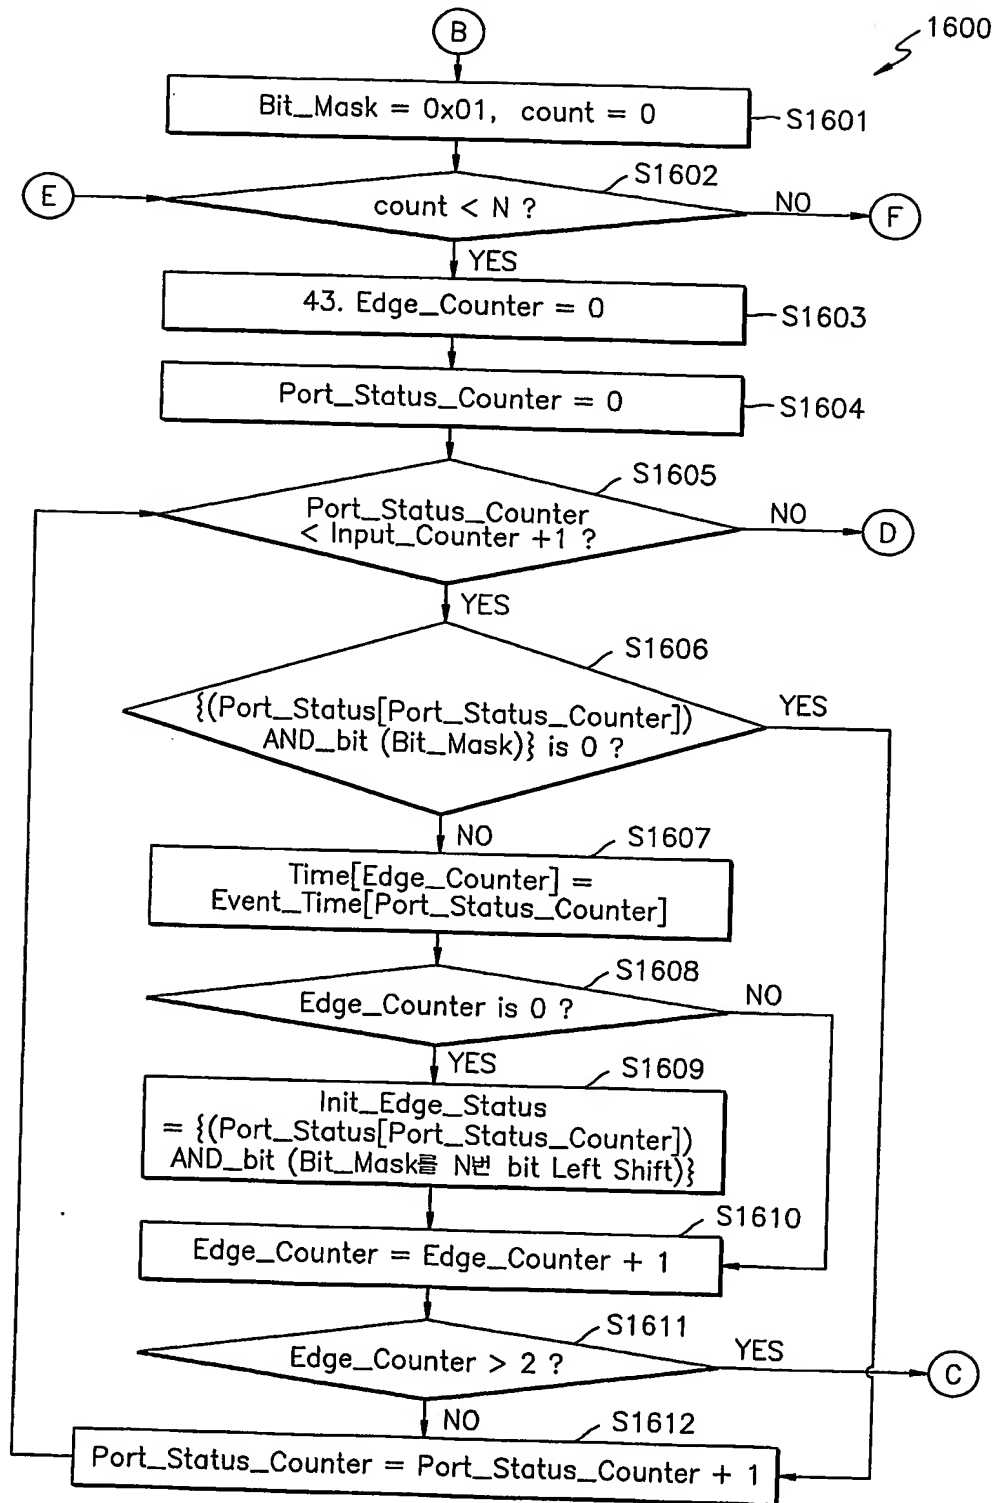 B
1600
Bit_Mask = 0x01, count = 0
S1601
S1602
E
count < N ?
NO
F
YES
43. Edge_Counter = 0
S1603
Port_Status_Counter = 0
S1604
S1605
Port_Status_Counter
< Input_Counter +1 ?
NO
D
YES
S1606
{(Port_Status[Port_Status_Counter])
AND_bit (Bit_Mask)} is 0 ?
YES
NO
S1607
Time[Edge_Counter] =
Event_Time[Port_Status_Counter]
S1608
Edge_Counter is 0 ?
NO
YES
S1609
Init_Edge_Status
= {(Port_Status[Port_Status_Counter])
AND_bit (Bit_Mask를 N번 bit Left Shift)}
S1610
Edge_Counter = Edge_Counter + 1
S1611
Edge_Counter > 2 ?
YES
C
NO
S1612
Port_Status_Counter = Port_Status_Counter + 1